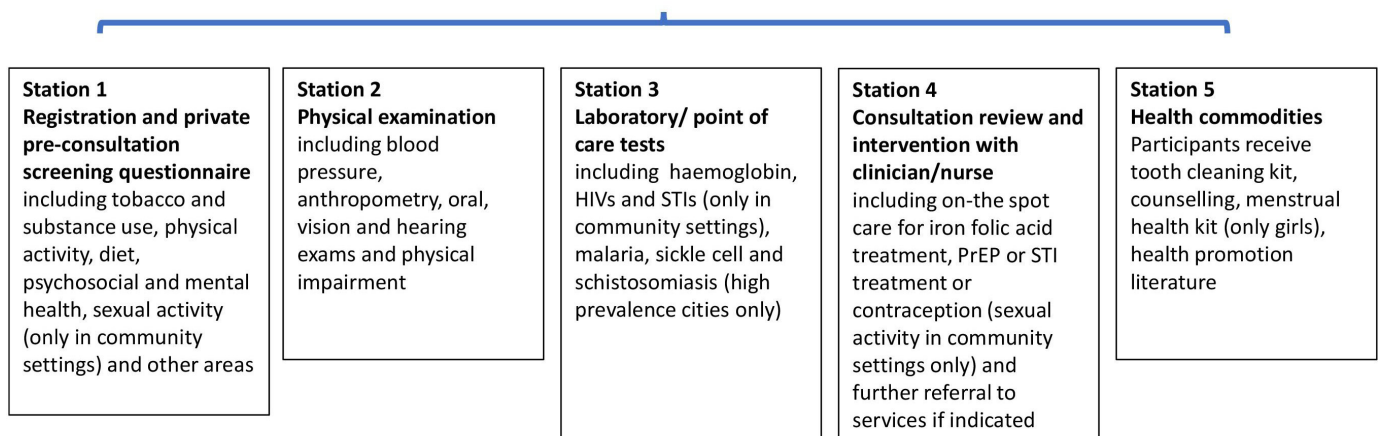 Station 1
Registration and private
pre-consultation
screening questionnaire
including tobacco and
substance use, physical
activity, diet,
psychosocial and mental
health, sexual activity
(only in community
settings) and other areas
Station 2
Physical examination
including blood
pressure,
anthropometry, oral,
vision and hearing
exams and physical
impairment
Station 3
Laboratory/ point of
care tests
including  haemoglobin,
HIVs and STIs (only in
community settings),
malaria, sickle cell and
schistosomiasis (high
prevalence cities only)
Station 4
Consultation review and
intervention with
clinician/nurse
including on-the spot
care for iron folic acid
treatment, PrEP or STI
treatment or
contraception (sexual
activity in community
settings only) and
further referral to
services if indicated
Station 5
Health commodities
Participants receive
tooth cleaning kit,
counselling, menstrual
health kit (only girls),
health promotion
literature